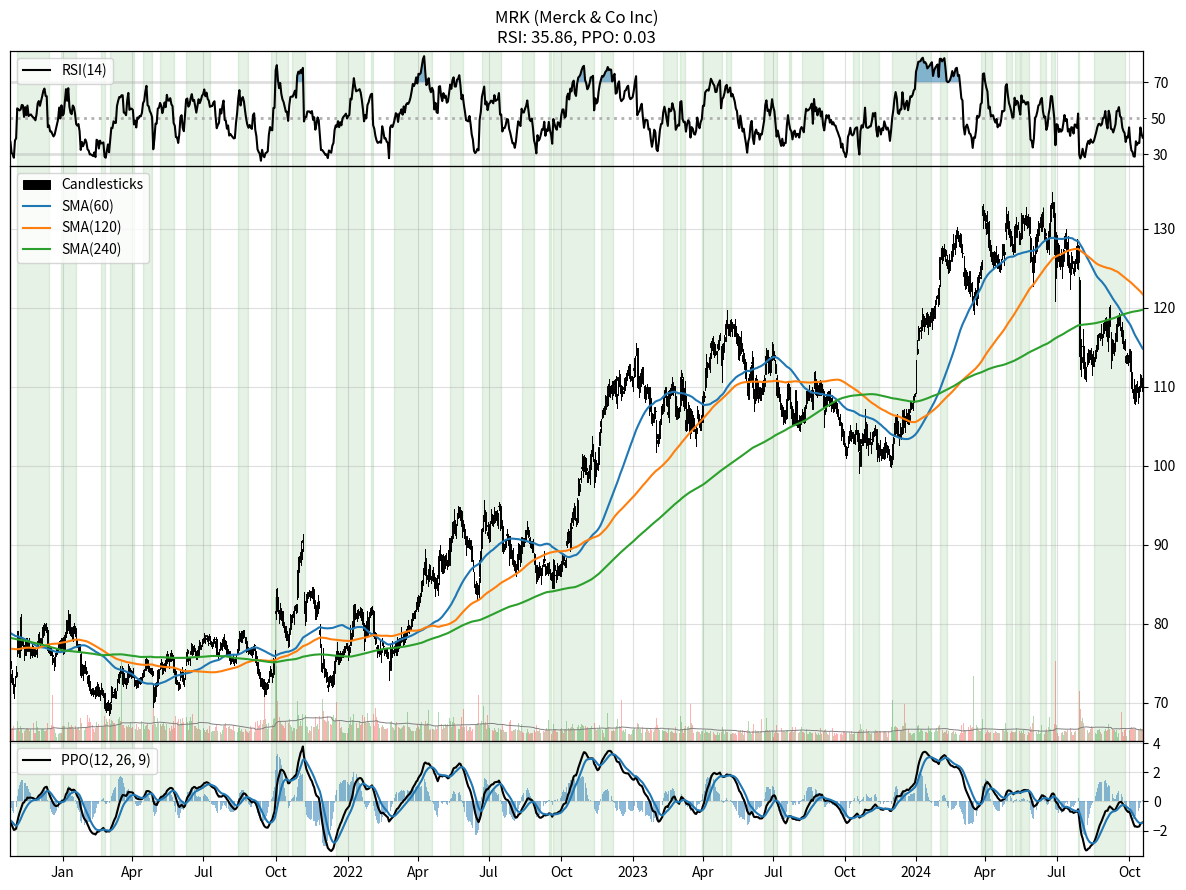 MRK (Merck & Co Inc)
RSI: 35.86, PPO: 0.03
RSI(14)
70
50
30
Candlesticks
SMA(60)
SMA(120)
SMA(240)
130
120
110
100
90
80
70
PPO(12, 26, 9)
4
2
0
−2
Jan Apr Jul Oct 2022 Apr Jul Oct 2023 Apr Jul Oct 2024 Apr Jul Oct